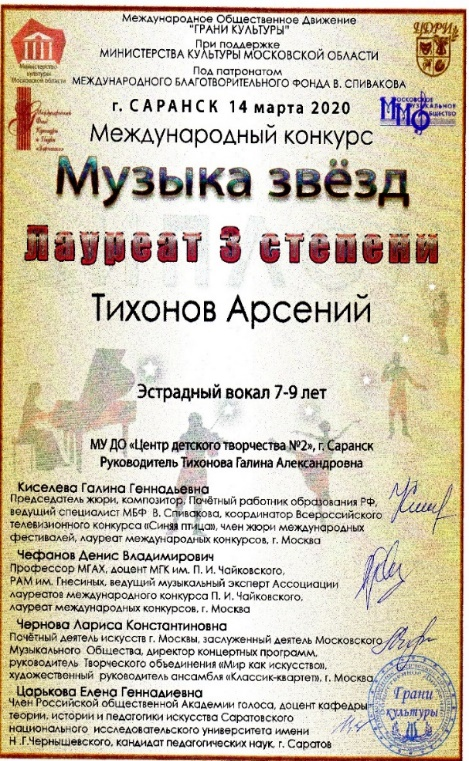 Международное Общественное Движение
"ГРАНИ КУЛЬТУРЫ"
При поддержке
МИНИСТЕРСТВА КУЛЬТУРЫ МОСКОВСКОЙ ОБЛАСТИ
Под патронатом
МЕЖДУНАРОДНОГО БЛАГОТВОРИТЕЛЬНОГО ФОНДА В. СПИВАКОВА
Министерство
культуры
Московской области
ЦДРИ
г. САРАНСК 14 марта 2020
МОСКОВСКОЕ
МУЗЫКАЛЬНОЕ
ОБЩЕСТВО
Международный конкурс
Музыка звёзд
Лауреат 3 степени
Тихонов Арсений
Эстрадный вокал 7-9 лет
МУ ДО «Центр детского творчества №2», г. Саранск
Руководитель Тихонова Галина Александровна
Киселева Галина Геннадьевна
Председатель жюри, композитор, Почётный работник образования РФ,
ведущий специалист МБФ В. Спивакова, координатор Всероссийского
телевизионного конкурса «Синяя птица», член жюри международных
фестивалей, лауреат международных конкурсов, г. Москва
Чефанов Денис Владимирович
Профессор МГАХ, доцент МГК им. П. И. Чайковского,
РАМ им. Гнесиных, ведущий музыкальный эксперт Ассоциации
лауреатов международного конкурса П. И. Чайковского,
лауреат международных конкурсов, г. Москва
Чернова Лариса Константиновна
Почётный деятель искусств г. Москвы, заслуженный деятель Московского
Музыкального Общества, директор концертных программ,
руководитель Творческого объединения «Мир как искусство»,
художественный руководитель ансамбля «Классик-квартет», г. Москва
Царькова Елена Геннадиевна
Член Российской общественной Академии голоса, доцент кафедры
теории, истории и педагогики искусства Саратовского
национального исследовательского университета имени
Н.Г.Чернышевского, кандидат педагогических наук, г. Саратов
Грани
культуры